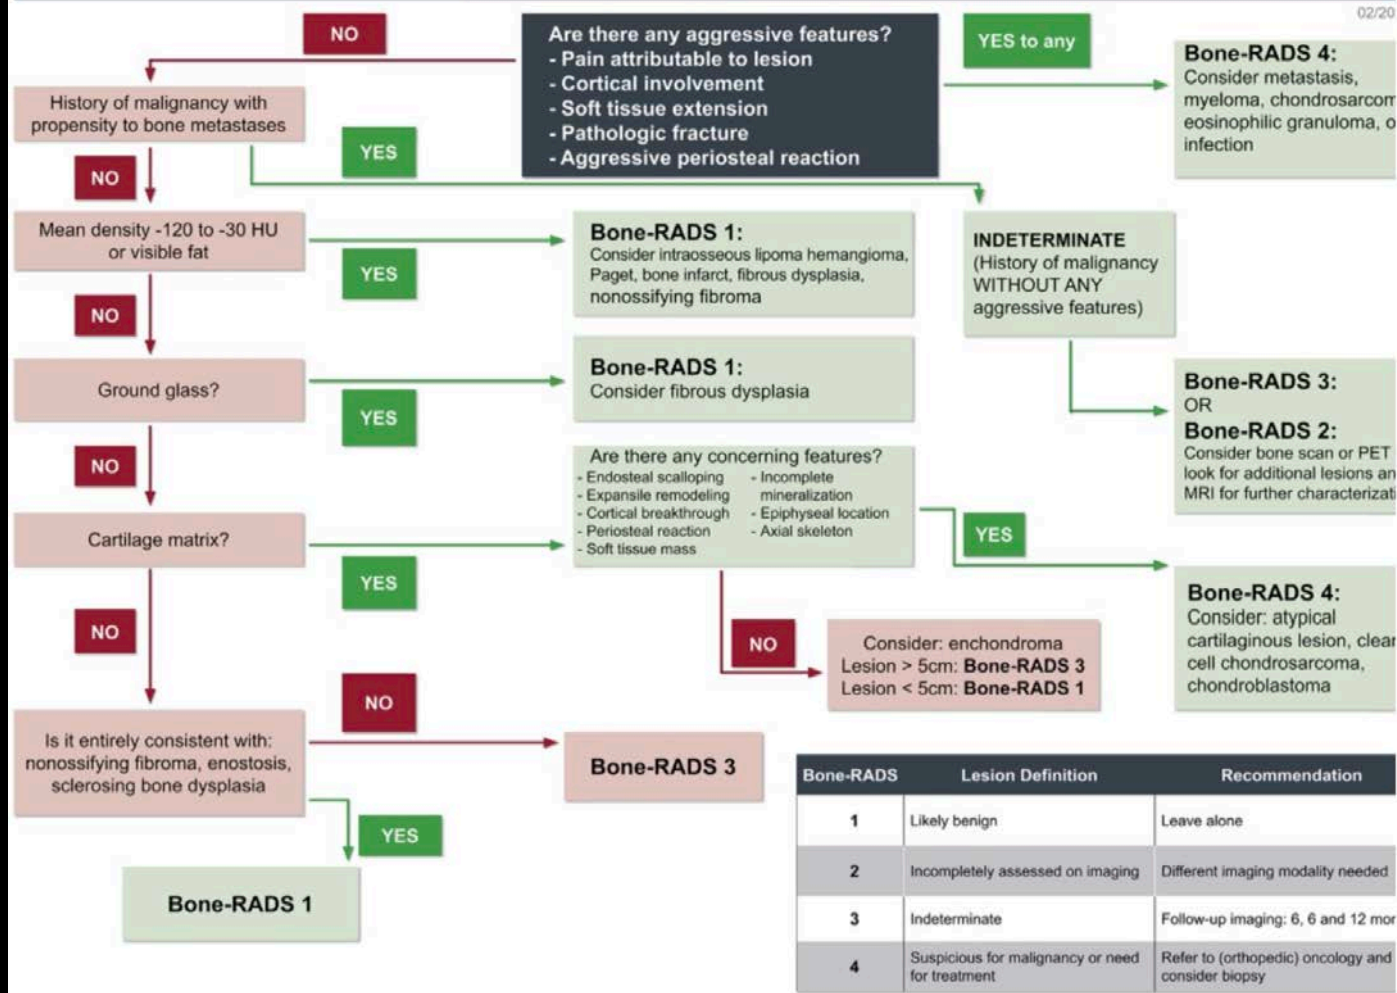 02/20
NO
Are there any aggressive features?
- Pain attributable to lesion
- Cortical involvement
- Soft tissue extension
- Pathologic fracture
- Aggressive periosteal reaction
YES to any
Bone-RADS 4:
Consider metastasis,
myeloma,
eosinophilic granuloma,
infection
History of malignancy with
propensity to bone metastases
YES
NO
Mean density -120 to -30 HU
or visible fat
YES
Bone-RADS 1:
Consider intraosseous lipoma hemangioma,
Paget, bone infarct, fibrous dysplasia,
nonossifying fibroma
INDETERMINATE
(History of malignancy
WITHOUT ANY
aggressive features)
NO
Ground glass?
YES
Bone-RADS 1:
Consider fibrous dysplasia
Bone-RADS 3:
OR
Bone-RADS 2:
Consider bone scan or PET
look for additional lesions
MRI for further
NO
Cartilage matrix?
YES
Are there any concerning features?
- Endosteal scalloping
- Expansile remodeling
- Cortical breakthrough
- Periosteal reaction
- Soft tissue mass
- Incomplete
mineralization
- Epiphyseal location
- Axial skeleton
YES
Bone-RADS 4:
Consider: atypical
cartilaginous lesion,
cell chondrosarcoma,
chondroblastoma
NO
Consider: enchondroma
Lesion > 5cm: Bone-RADS 3
Lesion < 5cm: Bone-RADS 1
NO
Is it entirely consistent with:
nonossifying fibroma, enostosis,
sclerosing bone dysplasia
NO
Bone-RADS 3
YES
Bone-RADS 1
Bone-RADS Lesion Definition Recommendation
1 Likely benign Leave alone
2 Incompletely assessed on imaging Different imaging modality needed
3 Indeterminate Follow-up imaging: 6, 6 and 12
4 Suspicious for malignancy or need for treatment Refer to (orthopedic) oncology and consider biopsy